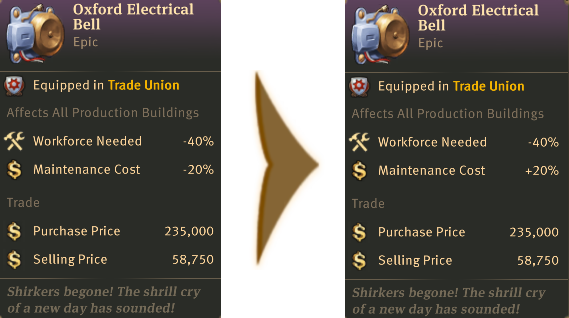 Oxford Electrical
Bell
Epic
Equipped in Trade Union
Affects All Production Buildings
Workforce Needed -40%
Maintenance Cost -20%
Trade
Purchase Price 235,000
Selling Price 58,750
Shirkers begone! The shrill cry
of a new day has sounded!
Oxford Electrical
Bell
Epic
Equipped in Trade Union
Affects All Production Buildings
Workforce Needed -40%
Maintenance Cost +20%
Trade
Purchase Price 235,000
Selling Price 58,750
Shirkers begone! The shrill cry
of a new day has sounded!